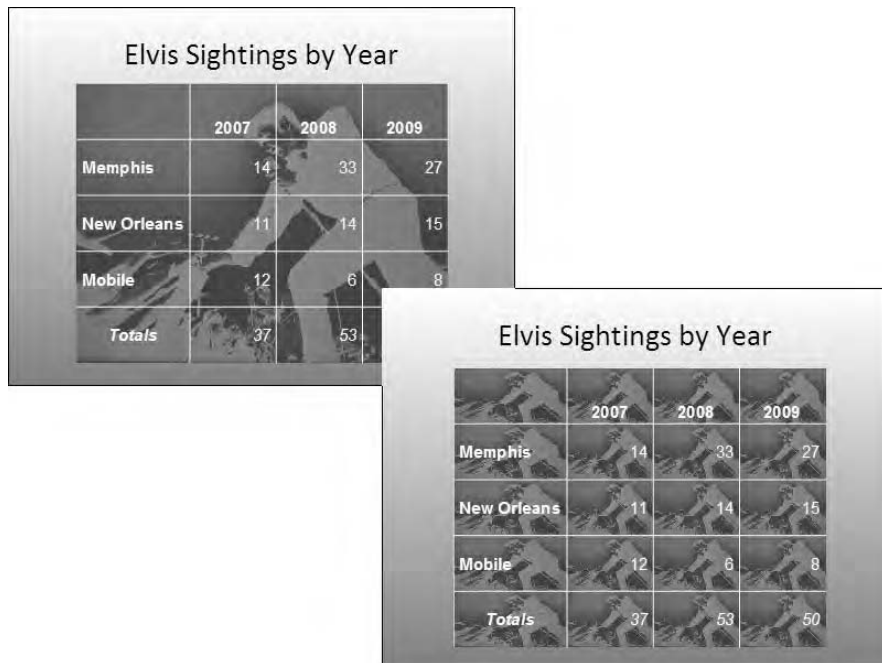 Elvis Sightings by Year
2007 2008 2009
Memphis 14 33 27
New Orleans 11 14 15
Mobile 12 6 8
Totals 37 53
Elvis Sightings by Year
2007 2008 2009
Memphis 14 33 27
New Orleans 11 14 15
Mobile 12 6 8
Totals 37 53 50